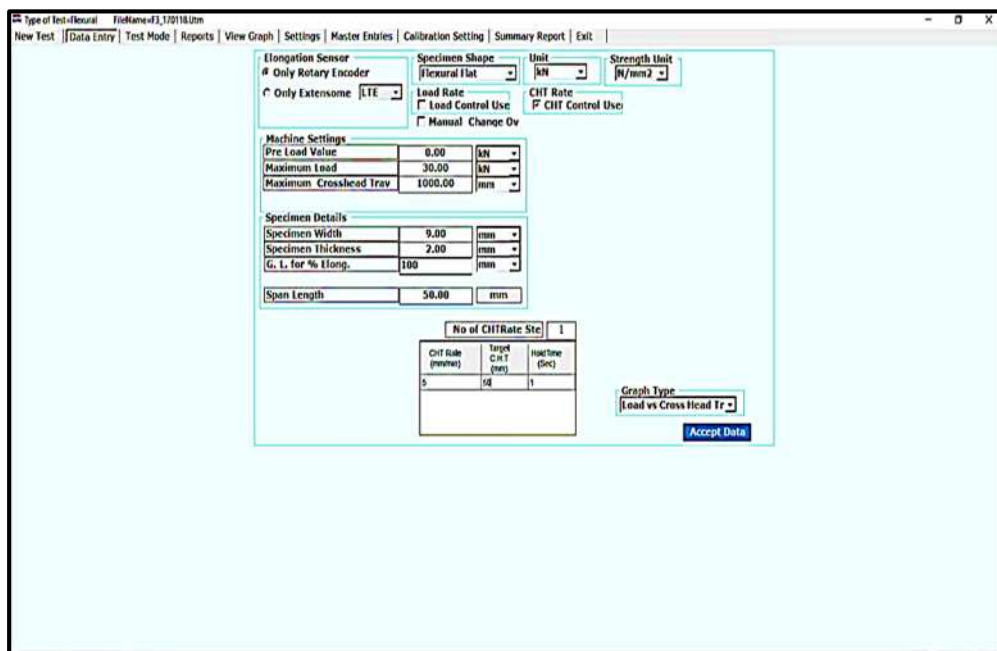 Type of Test=Flexural FileName=F3_170118.Utm
New Test Data Entry Test Mode Reports View Graph Settings Master Entries Calibration Setting Summary Report Exit
Elongation Sensor Specimen Shape Unit Strength Unit
Only Rotary Encoder Flexural Flat kN N/mm2
Only Extensome LTE Load Rate CHT Rate
Load Control Use CHT Control Use
Manual Change Ov
Machine Settings
Pre Load Value 0.00 kN
Maximum Load 30.00 kN
Maximum Crosshead Trav 1000.00 mm
Specimen Details
Specimen Width 9.00 mm
Specimen Thickness 2.00 mm
G. L. for % Elong. 100 mm
Span Length 50.00 mm
No of CHTRate Ste 1
CHT Rate (mm/min) Target C.H.T (mm) Hold Time (Sec)
5 50 1
Graph Type
Load vs Cross Head Tr
Accept Data